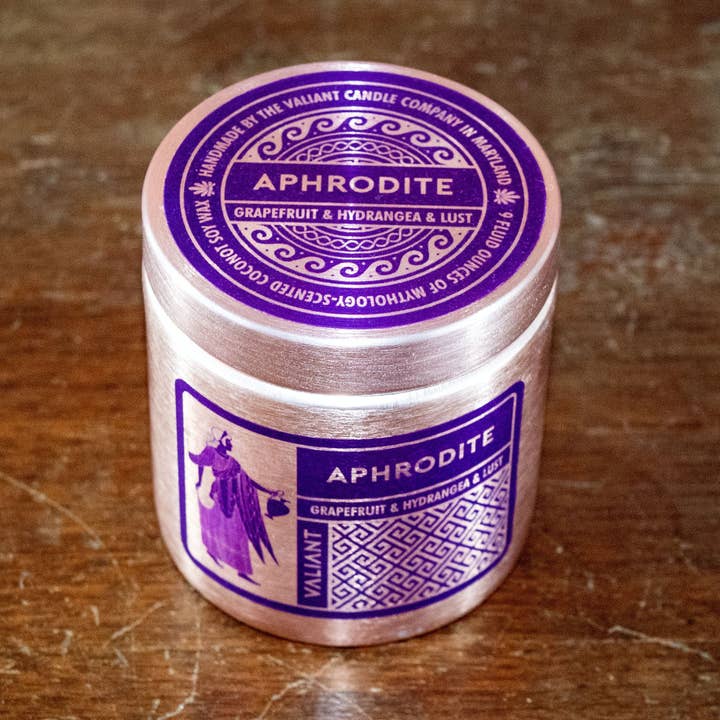 HANDMADE BY THE VALIANT CANDLE COMPANY IN MARYLAND
9 FLUID OUNCES OF MYTHOLOGY-SCENTED COCONOT SOY WAX
APHRODITE
GRAPEFRUIT & HYDRANGEA & LUST
APHRODITE
GRAPEFRUIT & HYDRANGEA & LUST
VALIANT